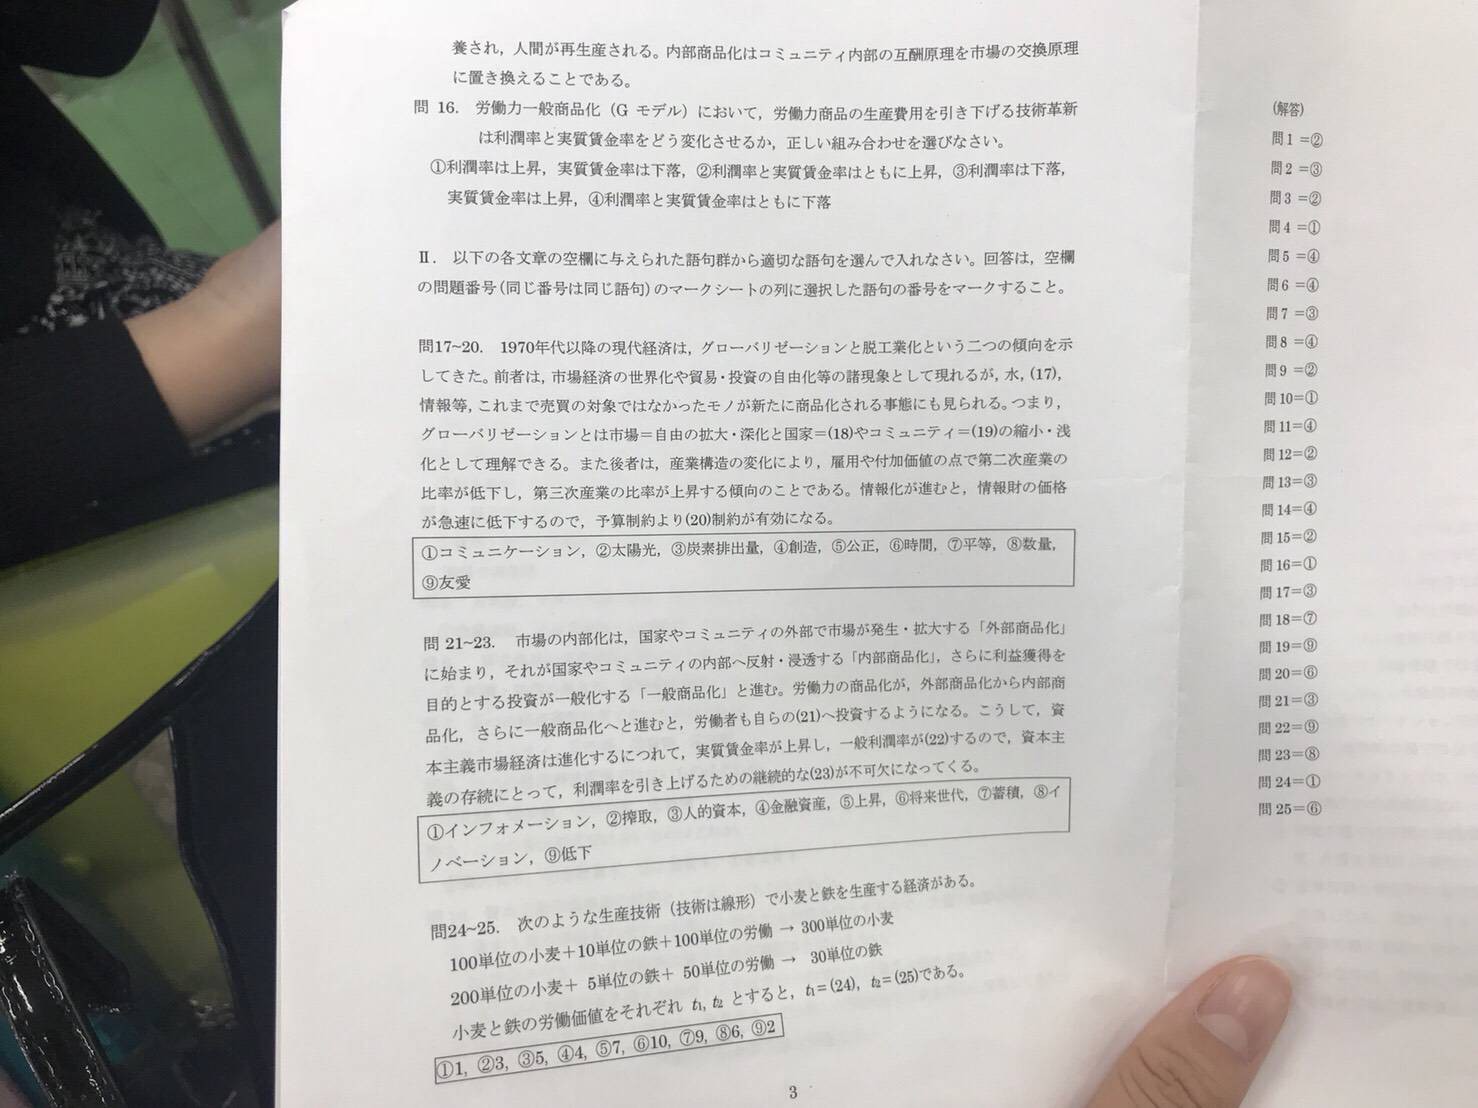 養され，人間が再生産される。内部商品化はコミュニティ内部の互酬原理を市場の交換原理
に置き換えることである。
問 16. 労働力一般商品化（G モデル）において，労働力商品の生産費用を引き下げる技術革新
は利潤率と実質賃金率をどう変化させるか，正しい組み合わせを選びなさい。
①利潤率は上昇，実質賃金率は下落，②利潤率と実質賃金率はともに上昇，③利潤率は下落，
実質賃金率は上昇，④利潤率と実質賃金率はともに下落
Ⅱ. 以下の各文章の空欄に与えられた語句群から適切な語句を選んで入れなさい。回答は，空欄
の問題番号(同じ番号は同じ語句)のマークシートの列に選択した語句の番号をマークすること。
問17~20. 1970年代以降の現代経済は，グローバリゼーションと脱工業化という二つの傾向を示
してきた。前者は，市場経済の世界化や貿易・投資の自由化等の諸現象として現れるが，水，(17)，
情報等，これまで売買の対象ではなかったモノが新たに商品化される事態にも見られる。つまり，
グローバリゼーションとは市場＝自由の拡大・深化と国家＝(18)やコミュニティ＝(19)の縮小・浅
化として理解できる。また後者は，産業構造の変化により，雇用や付加価値の点で第二次産業の
比率が低下し，第三次産業の比率が上昇する傾向のことである。情報化が進むと，情報財の価格
が急速に低下するので，予算制約より(20)制約が有効になる。
①コミュニケーション，②太陽光，③炭素排出量，④創造，⑤公正，⑥時間，⑦平等，⑧数量，
⑨友愛
問 21~23. 市場の内部化は，国家やコミュニティの外部で市場が発生・拡大する「外部商品化」
に始まり，それが国家やコミュニティの内部へ反射・浸透する「内部商品化」，さらに利益獲得を
目的とする投資が一般化する「一般商品化」と進む。労働力の商品化が，外部商品化から内部商
品化，さらに一般商品化へと進むと，労働者も自らの(21)へ投資するようになる。こうして，資
本主義市場経済は進化するにつれて，実質賃金率が上昇し，一般利潤率が(22)するので，資本主
義の存続にとって，利潤率を引き上げるための継続的な(23)が不可欠になってくる。
①インフォメーション，②搾取，③人的資本，④金融資産，⑤上昇，⑥将来世代，⑦蓄積，⑧イ
ノベーション，⑨低下
問24~25. 次のような生産技術（技術は線形）で小麦と鉄を生産する経済がある。
100単位の小麦＋10単位の鉄＋100単位の労働 → 300単位の小麦
200単位の小麦＋ 5単位の鉄＋ 50単位の労働 → 30単位の鉄
小麦と鉄の労働価値をそれぞれ t₁, t₂ とすると，t₁＝(24)，t₂＝(25)である。
①1, ②3, ③5, ④4, ⑤7, ⑥10, ⑦9, ⑧6, ⑨2
3
(解答)
問1 =②
問2 =③
問3 =②
問4 =①
問5 =④
問6 =④
問7 =③
問8 =④
問9 =②
問10=①
問11=④
問12=②
問13=③
問14=④
問15=②
問16=①
問17=③
問18=⑦
問19=⑨
問20=⑥
問21=③
問22=⑨
問23=⑧
問24=①
問25=⑥